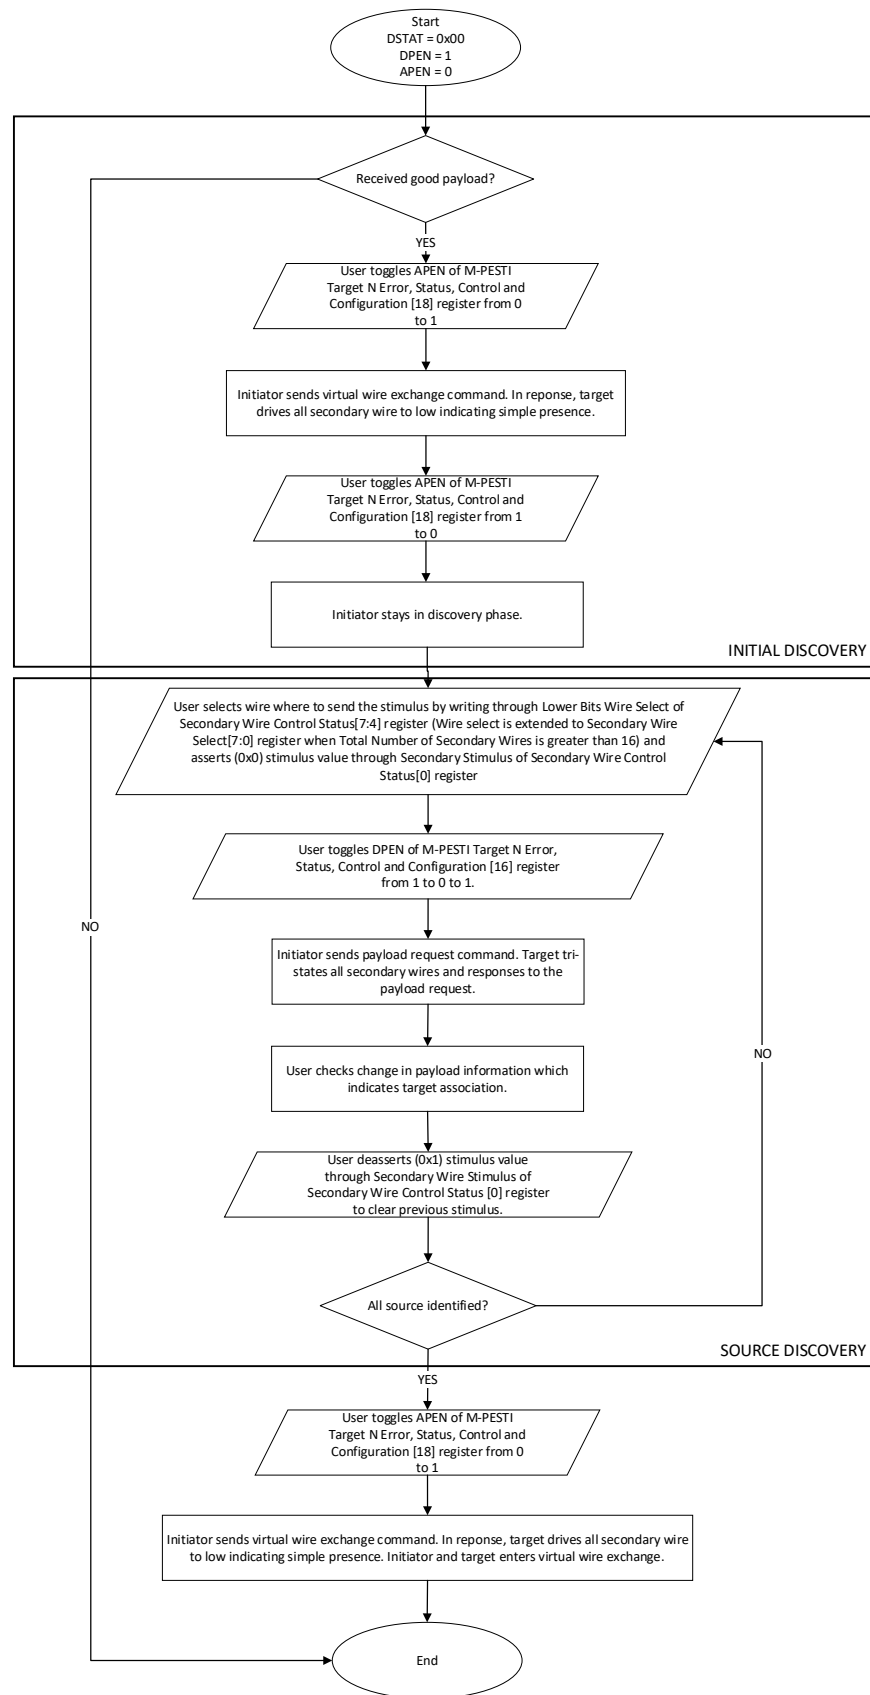 Start
DSTAT = 0x00
DPEN = 1
APEN = 0
Received good payload?
YES
User toggles APEN of M-PESTI
Target N Error, Status, Control and
Configuration [18] register from 0
to 1
Initiator sends virtual wire exchange command. In reponse, target
drives all secondary wire to low indicating simple presence.
User toggles APEN of M-PESTI
Target N Error, Status, Control and
Configuration [18] register from 1
to 0
Initiator stays in discovery phase.
INITIAL DISCOVERY
User selects wire where to send the stimulus by writing through Lower Bits Wire Select of
Secondary Wire Control Status[7:4] register (Wire select is extended to Secondary Wire
Select[7:0] register when Total Number of Secondary Wires is greater than 16) and
asserts (0x0) stimulus value through Secondary Stimulus of Secondary Wire Control
Status[0] register
User toggles DPEN of M-PESTI Target N Error,
Status, Control and Configuration [16] register
from 1 to 0 to 1.
NO
Initiator sends payload request command. Target tri-
states all secondary wires and responses to the
payload request.
NO
User checks change in payload information which
indicates target association.
User deasserts (0x1) stimulus value
through Secondary Wire Stimulus of
Secondary Wire Control Status [0] register
to clear previous stimulus.
All source identified?
SOURCE DISCOVERY
YES
User toggles APEN of M-PESTI
Target N Error, Status, Control and
Configuration [18] register from 0
to 1
Initiator sends virtual wire exchange command. In reponse, target drives all secondary wire
to low indicating simple presence. Initiator and target enters virtual wire exchange.
End